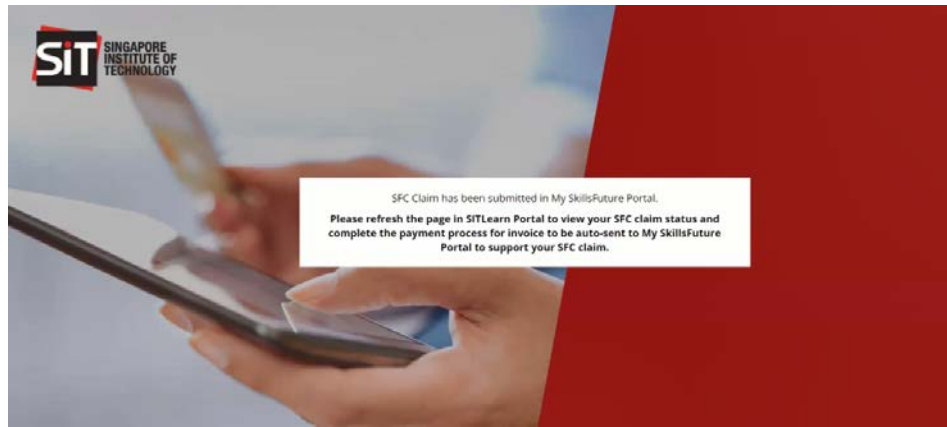 SiT
SINGAPORE
INSTITUTE OF
TECHNOLOGY
SFC Claim has been submitted in My SkillsFuture Portal.
Please refresh the page in SITLearn Portal to view your SFC claim status and
complete the payment process for invoice to be auto-sent to My SkillsFuture
Portal to support your SFC claim.